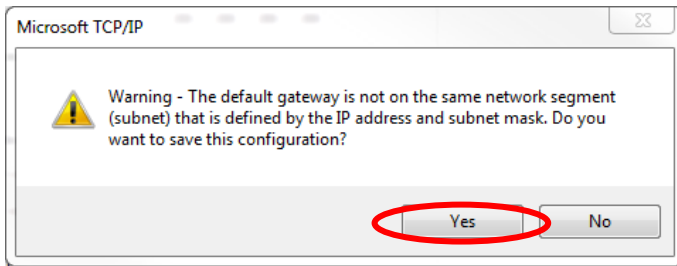 Microsoft TCP/IP
Warning - The default gateway is not on the same network segment
(subnet) that is defined by the IP address and subnet mask. Do you
want to save this configuration?
Yes No